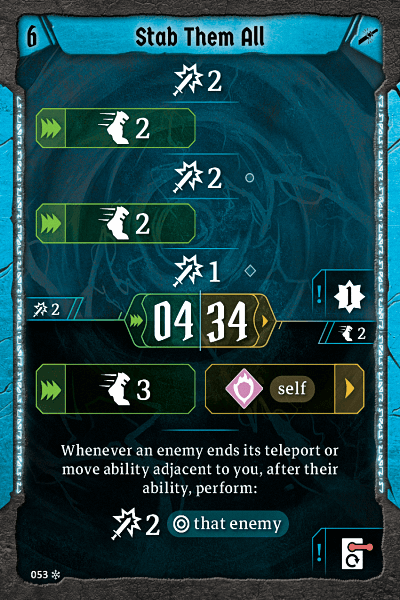 6 Stab Them All
2
2
2
2
1
1
2 04 34 2
3 self
Whenever an enemy ends its teleport or
move ability adjacent to you, after their
ability, perform:
2 that enemy
!
!
053